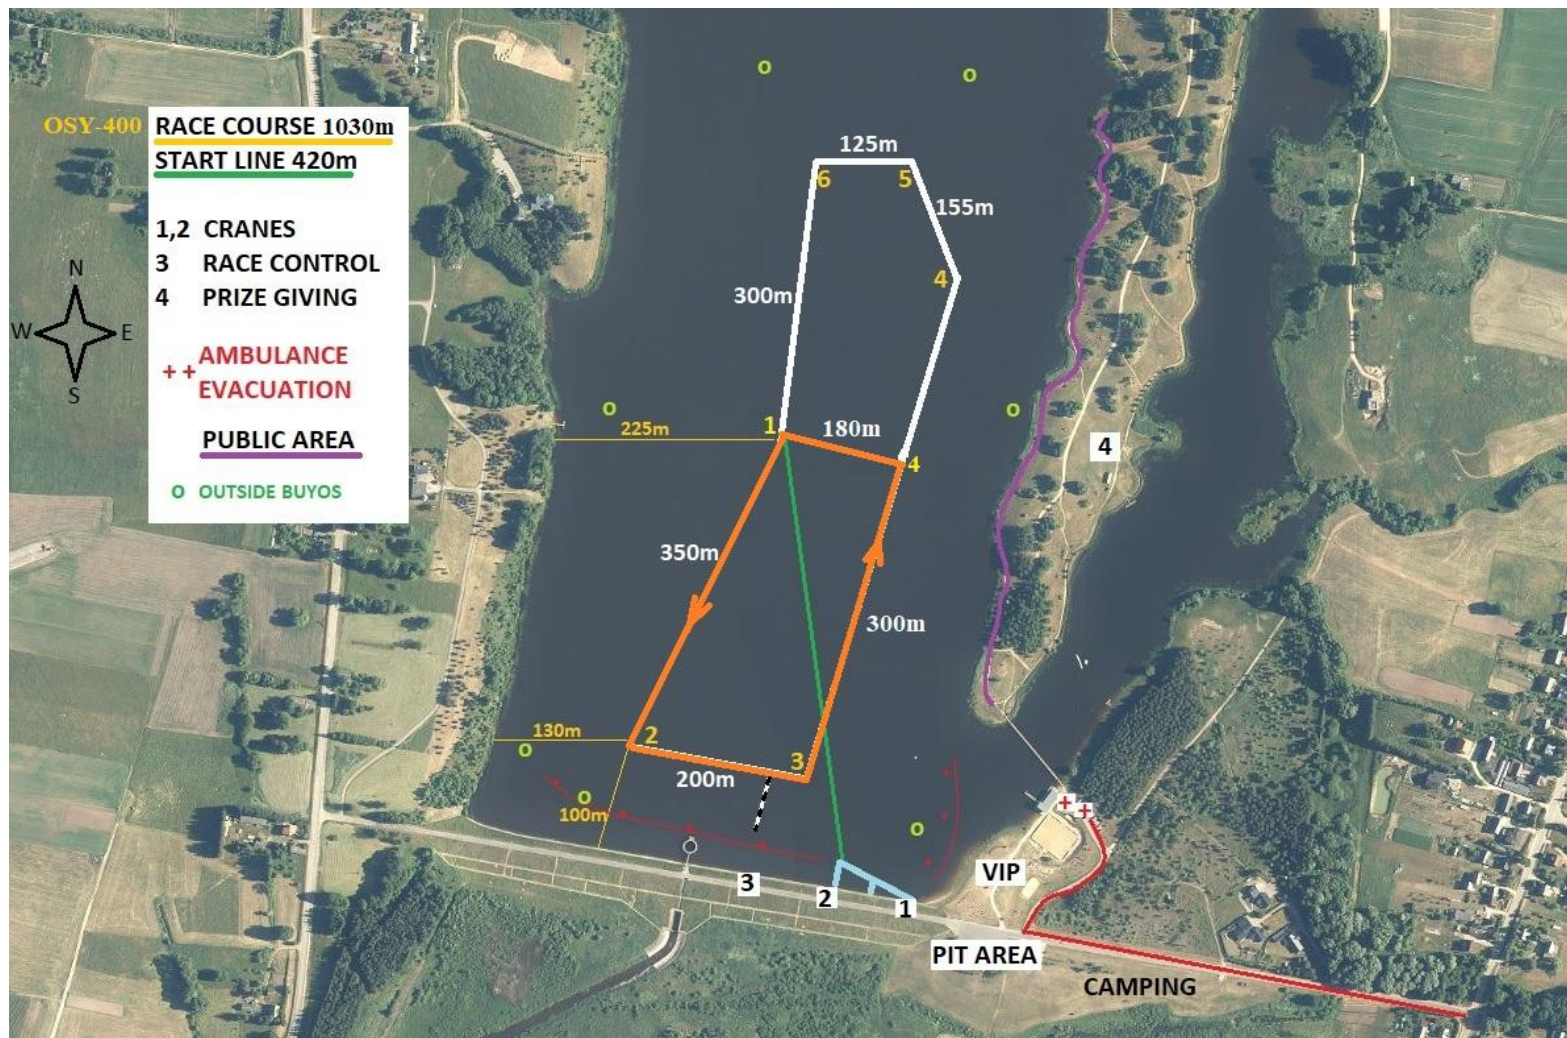 OSY-400 RACE COURSE 1030m
START LINE 420m
1,2 CRANES
3 RACE CONTROL
4 PRIZE GIVING
++ AMBULANCE
EVACUATION
PUBLIC AREA
o OUTSIDE BUYOS
N
W E
S
o
o
125m
6 5
155m
4
300m
o
o
225m
1
180m
4
4
350m
300m
130m
o
2
3
200m
o
100m
o
+
+
3
2
1
VIP
PIT AREA
CAMPING